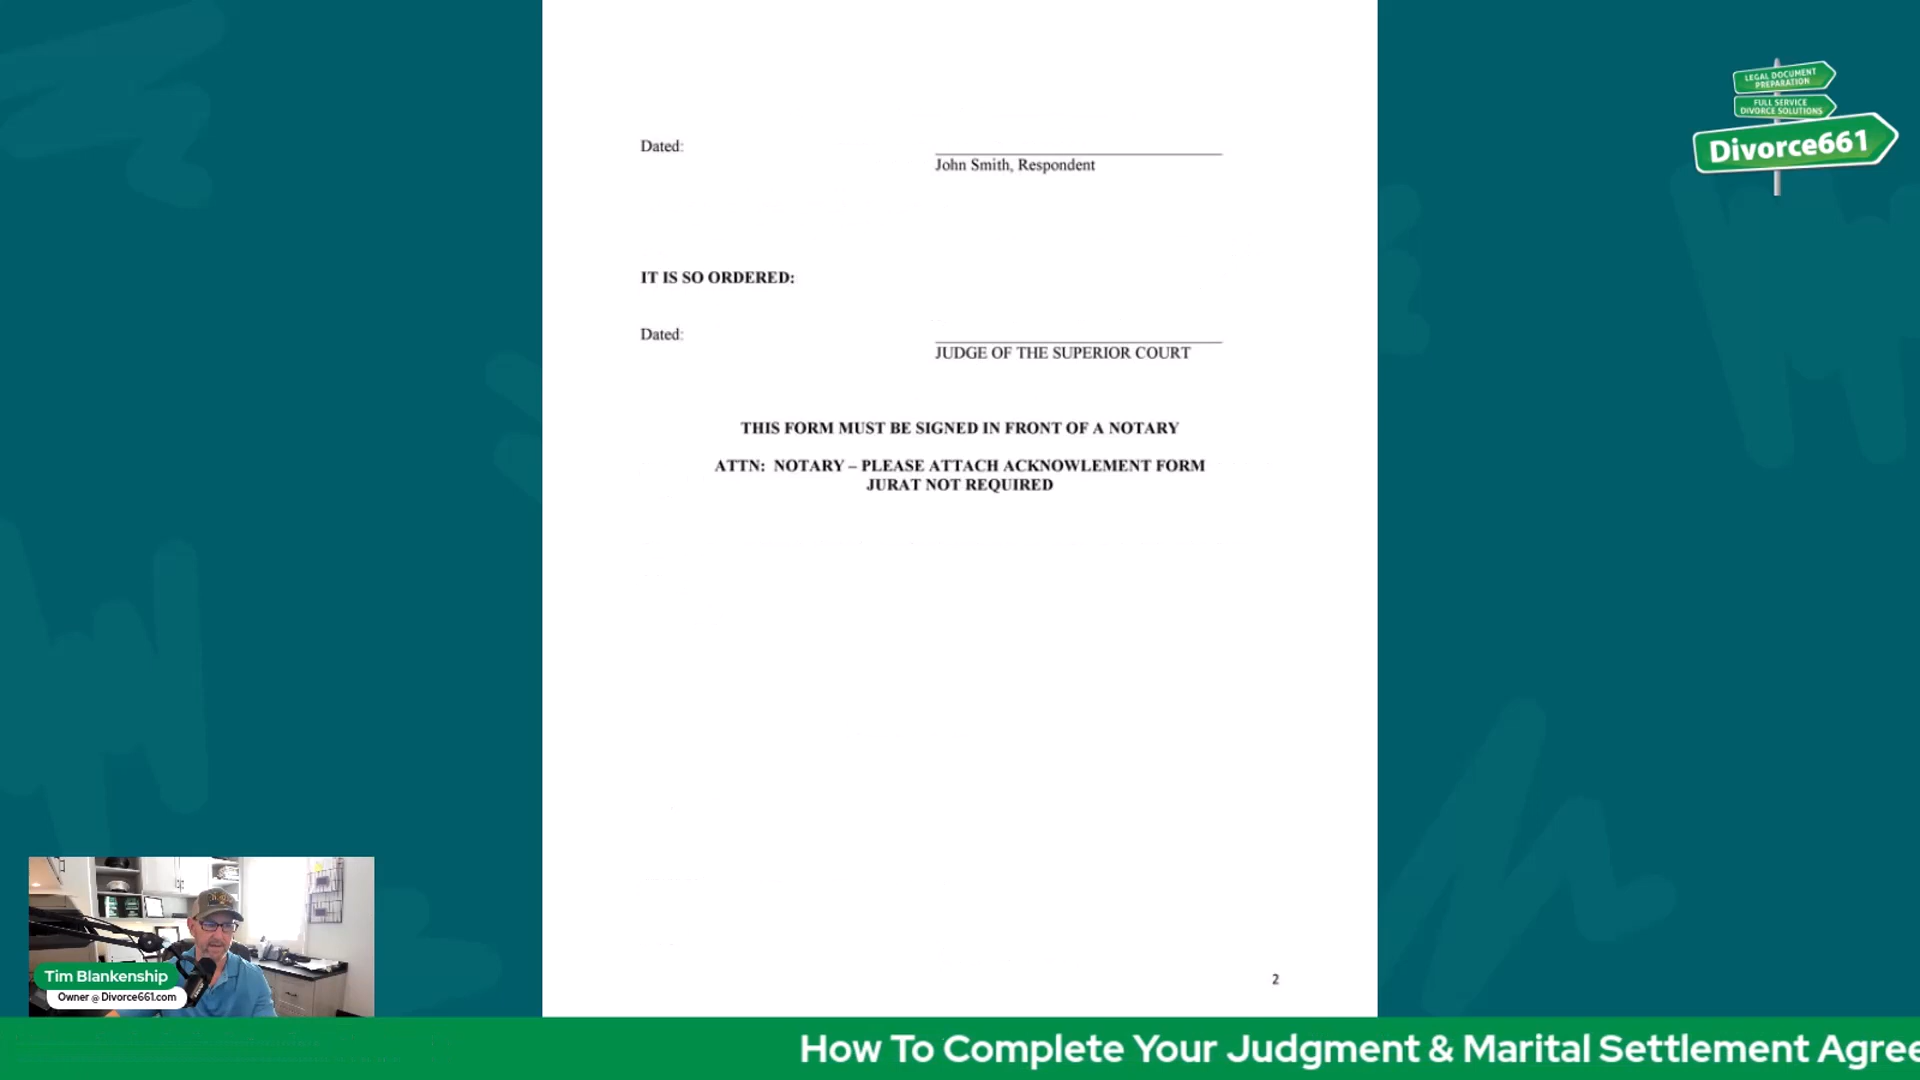 Dated:
John Smith, Respondent
IT IS SO ORDERED:
Dated:
JUDGE OF THE SUPERIOR COURT
THIS FORM MUST BE SIGNED IN FRONT OF A NOTARY
ATTN: NOTARY – PLEASE ATTACH ACKNOWLEMENT FORM
JURAT NOT REQUIRED
2
LEGAL DOCUMENT
PREPARATION
FULL SERVICE
DIVORCE SOLUTIONS
Divorce661
Tim Blankenship
Owner @ Divorce661.com
How To Complete Your Judgment & Marital Settlement Agree